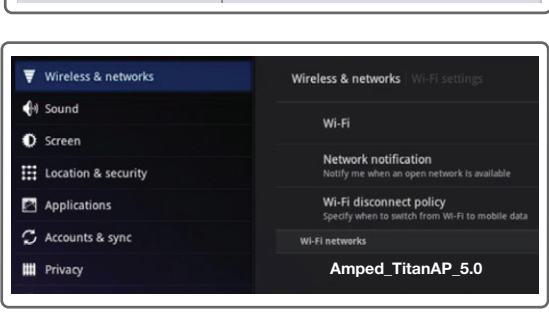 Wireless & networks
Sound
Screen
Location & security
Applications
Accounts & sync
Privacy
Wireless & networks Wi-Fi settings
Wi-Fi
Network notification
Notify me when an open network is available
Wi-Fi disconnect policy
Specify when to switch from Wi-Fi to mobile data
Wi-Fi networks
Amped_TitanAP_5.0